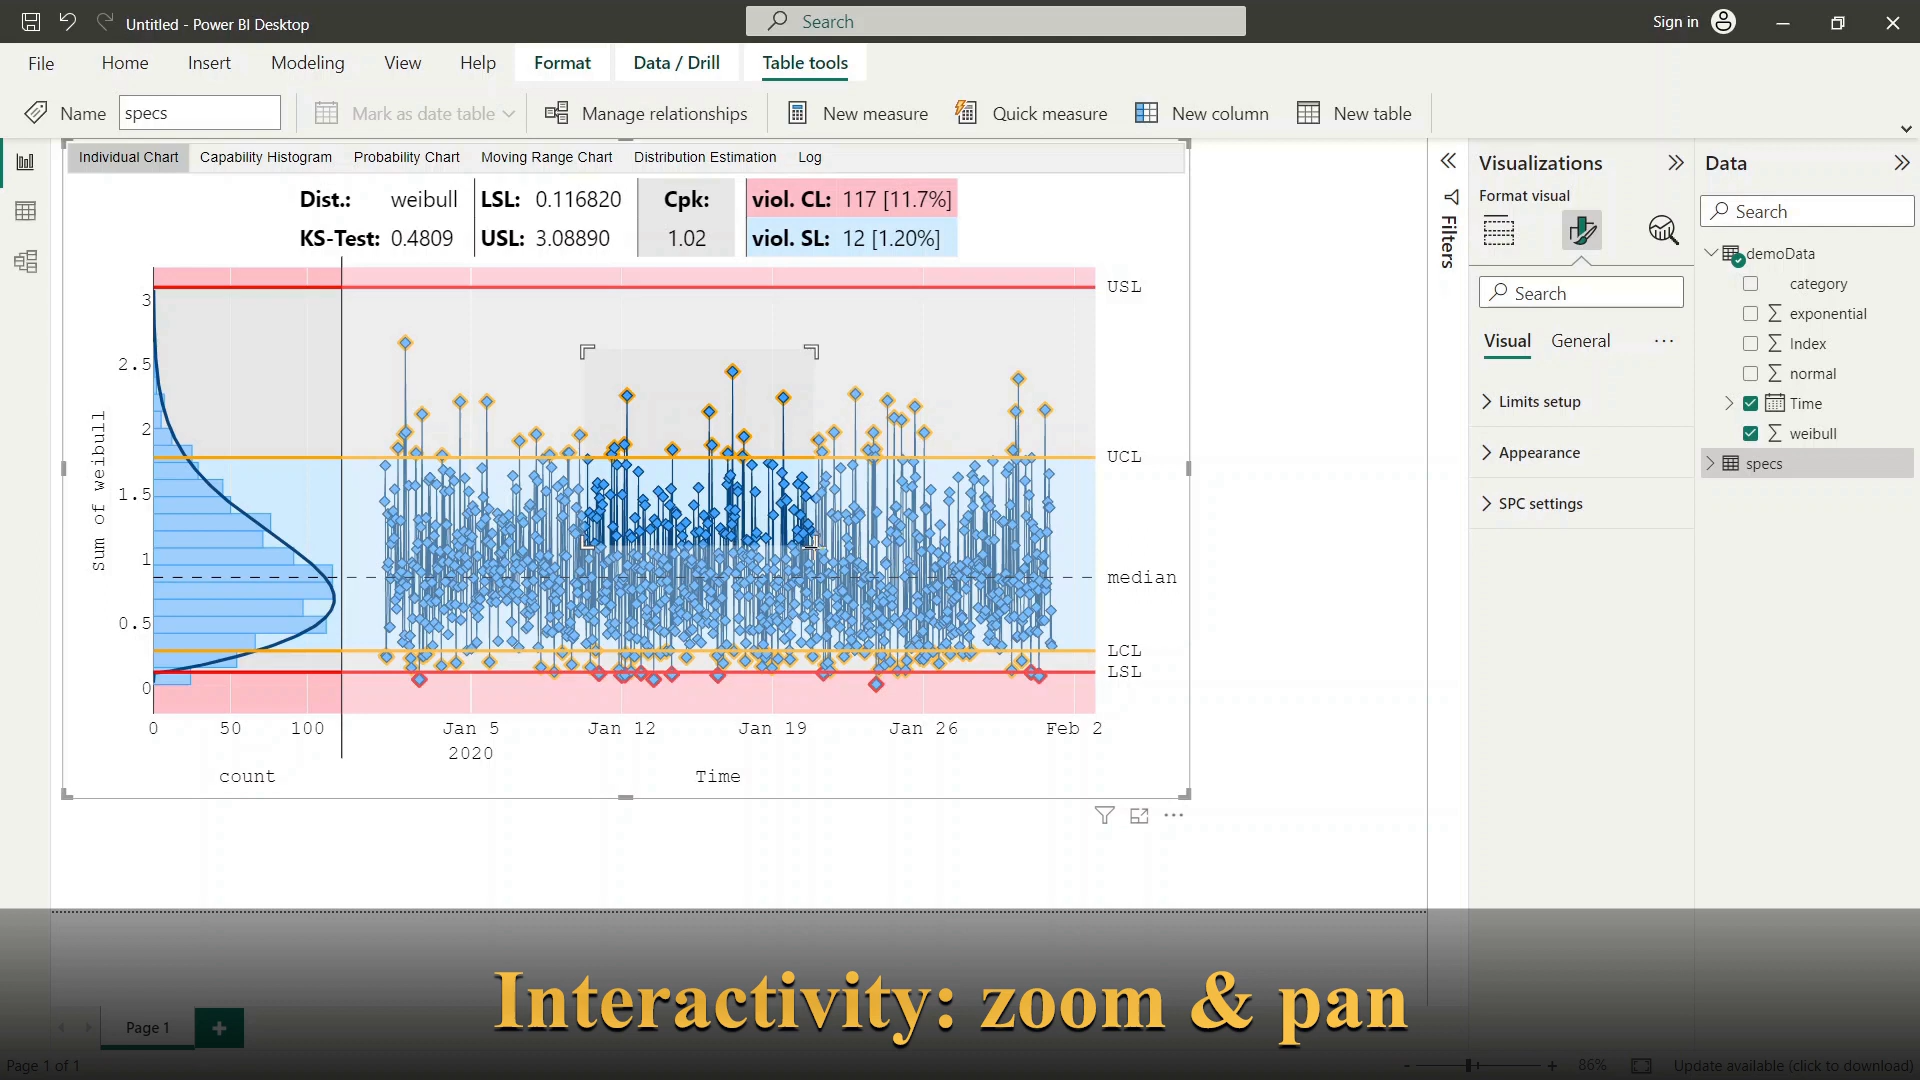 Untitled - Power BI Desktop
Search
Sign in
File Home Insert Modeling View Help Format Data / Drill Table tools
Name specs Mark as date table Manage relationships New measure Quick measure New column New table
Individual Chart Capability Histogram Probability Chart Moving Range Chart Distribution Estimation Log
Dist.: weibull LSL: 0.116820 Cpk: viol. CL: 117 [11.7%]
KS-Test: 0.4809 USL: 3.08890 1.02 viol. SL: 12 [1.20%]
USL
3
2.5
2
UCL
1.5
1
median
0.5
LCL
LSL
0
Sum of weibull
0 50 100 Jan 5 Jan 12 Jan 19 Jan 26 Feb 2
2020
count Time
Filters
Visualizations
Format visual
Search
Visual General
Limits setup
Appearance
SPC settings
Data
Search
demoData
category
exponential
Index
normal
Time
weibull
specs
Interactivity: zoom & pan
Page 1
Page 1 of 1
86%
Update available (click to download)